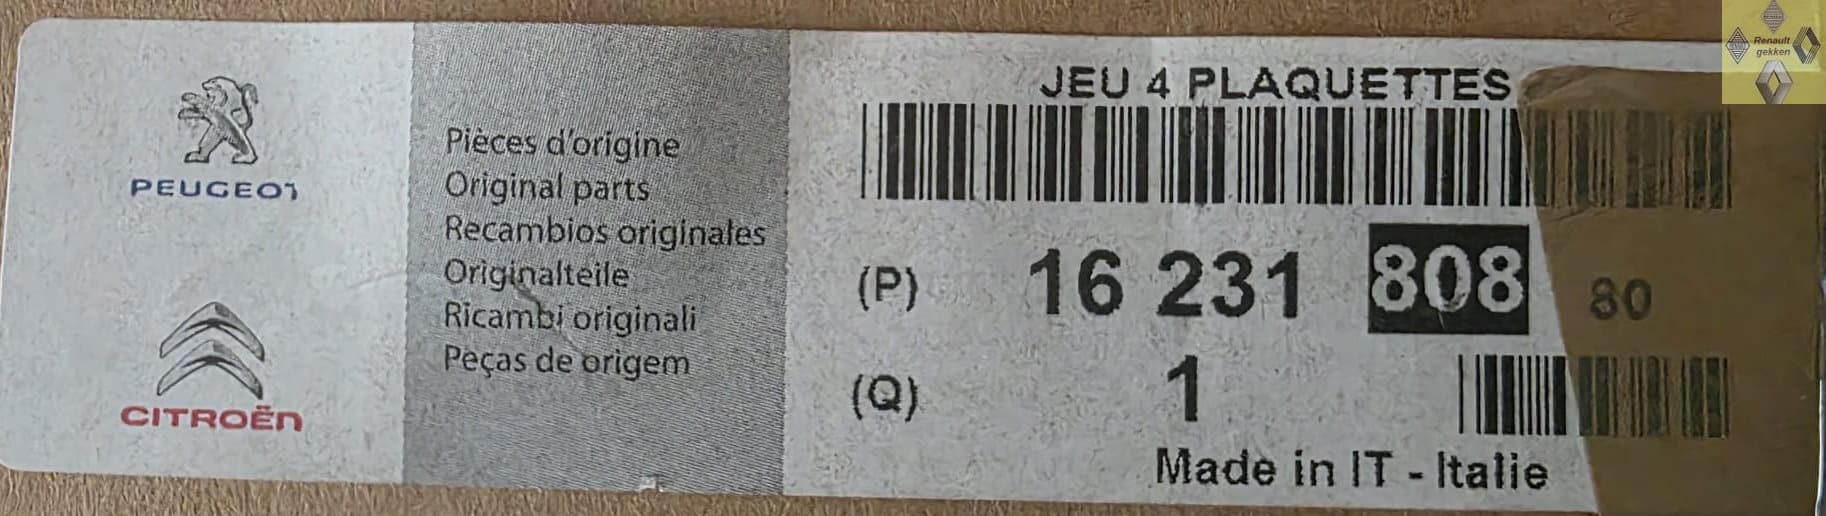 PEUGEOT
CITROËN
Pièces d'origine
Original parts
Recambios originales
Originalteile
Ricambi originali
Peças de origem
JEU 4 PLAQUETTES
(P) 16 231 808 80
(Q) 1
Made in IT - Italie
Renault
gekken